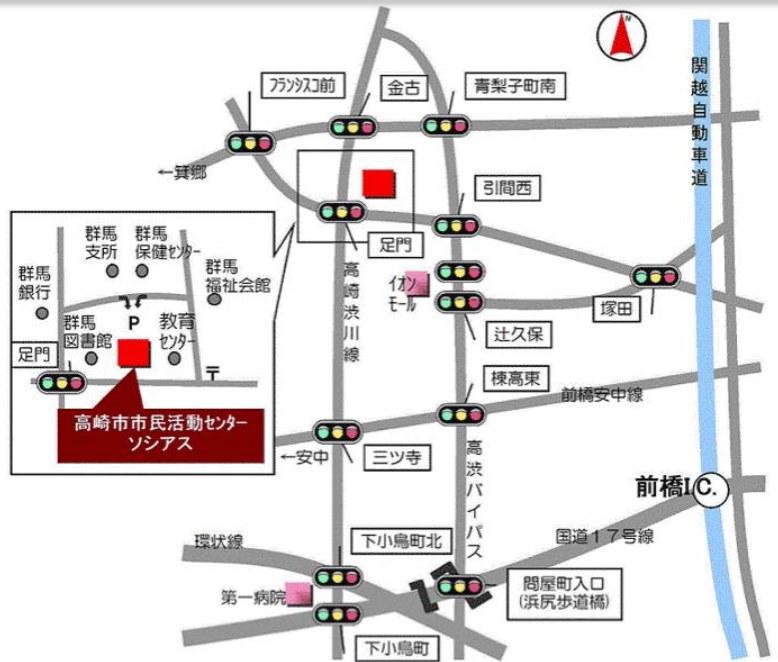 N
フランシスコ前
金古
青梨子町南
関越自動車道
←箕郷
引間西
足門
群馬
支所
群馬
保健センター
群馬
銀行
群馬
福祉会館
P
群馬
図書館
教育
センター
足門
〒
高崎市市民活動センター
ソシアス
高崎渋川線
イオン
モール
塚田
辻久保
棟高東
前橋安中線
←安中
三ツ寺
高渋バイパス
前橋I.C.
環状線
下小鳥町北
国道17号線
第一病院
問屋町入口
(浜尻歩道橋)
下小鳥町